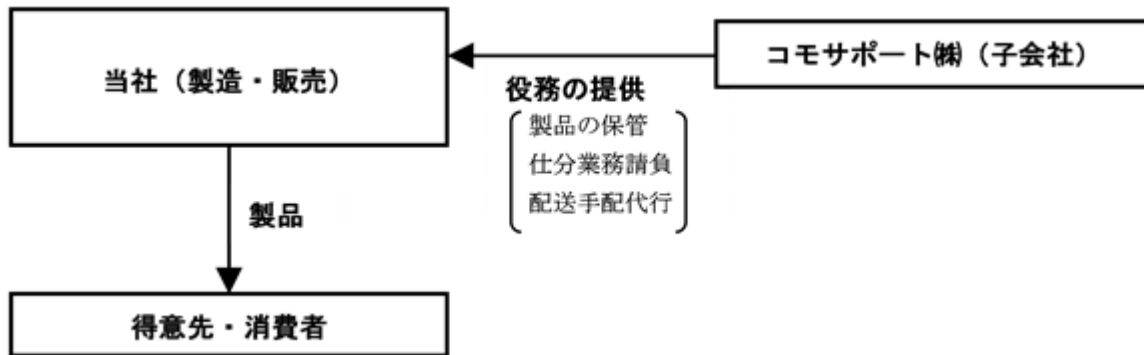 当社（製造・販売）
コモサポート㈱（子会社）
役務の提供
製品の保管
仕分業務請負
配送手配代行
製品
得意先・消費者